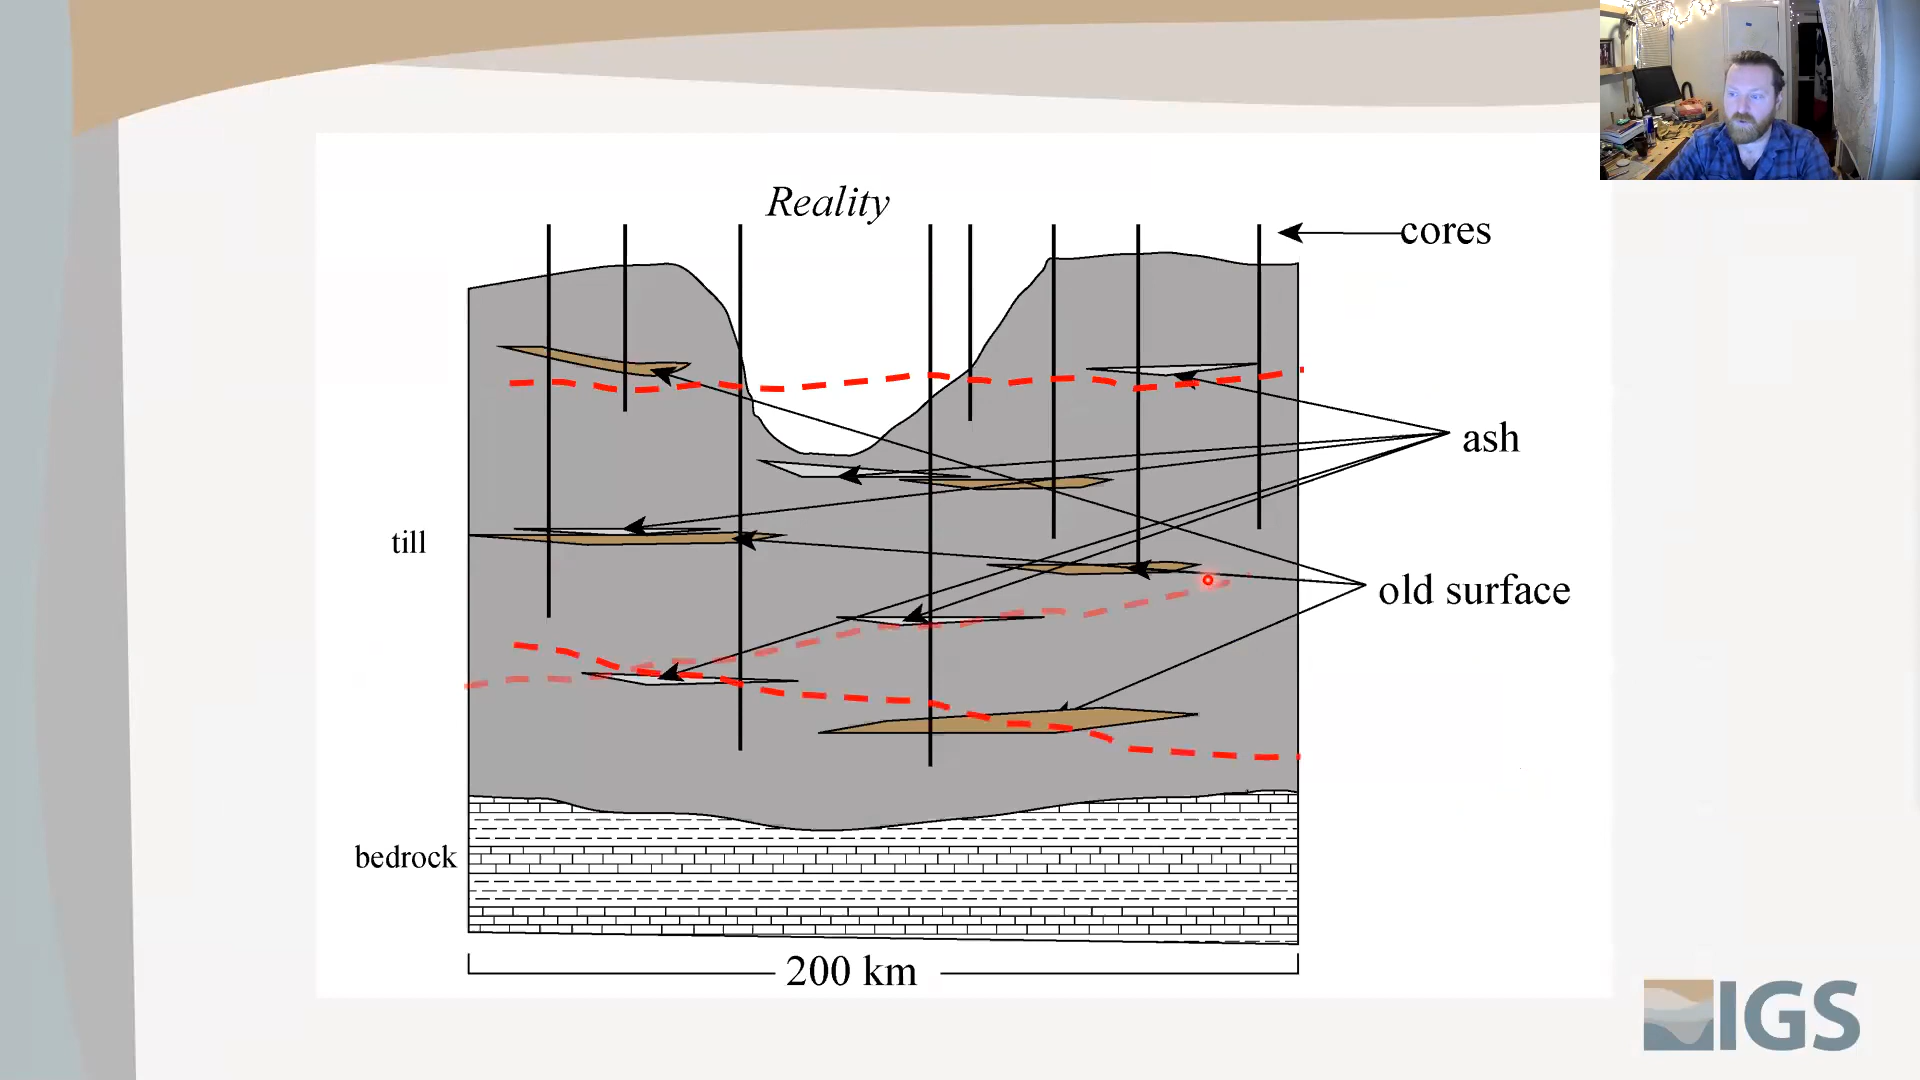 Reality
cores
ash
till
old surface
bedrock
200 km
IGS